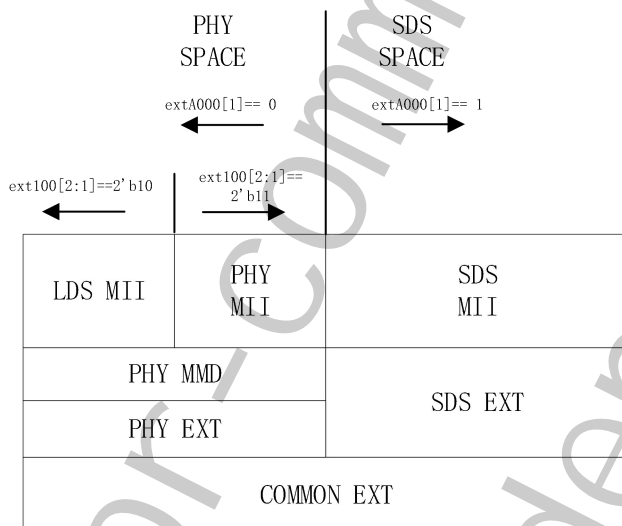 PHY
SPACE
SDS
SPACE
extA000[1]== 0
extA000[1]== 1
ext100[2:1]==2'b10
ext100[2:1]==
2'b11
LDS MII
PHY
MII
SDS
MII
PHY MMD
PHY EXT
SDS EXT
COMMON EXT